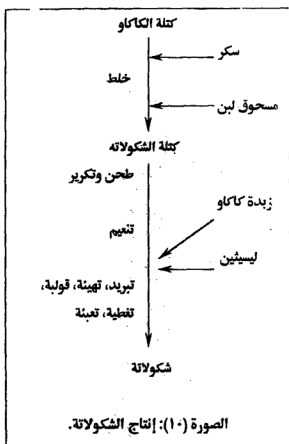 كتلة الكاكاو
سكر
خلط
مسحوق لبن
كتلة الشكولاته
طحن وتكرير
زبدة كاكاو
تنعيم
ليسيثين
تبريد، تهيئة، قولبة،
تغطية، تعبئة
شكولاتة
الصورة (١٠): إنتاج الشكولاتة.